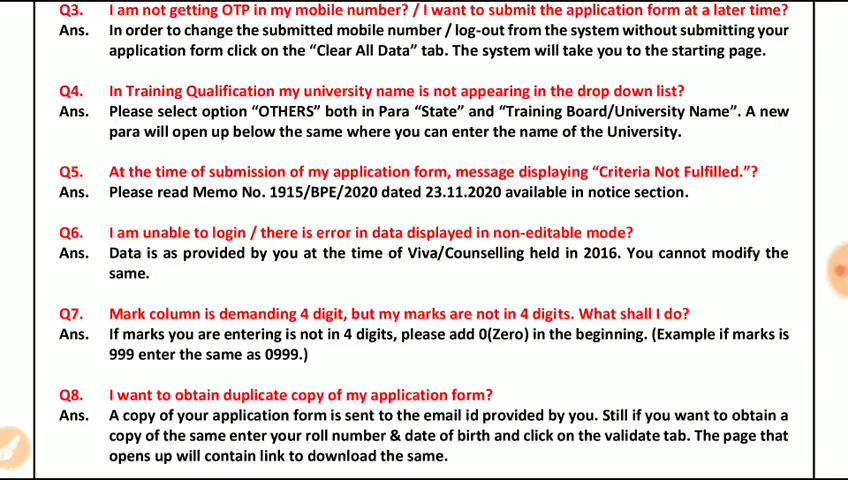 Q3. I am not getting OTP in my mobile number? / I want to submit the application form at a later time?
Ans. In order to change the submitted mobile number / log-out from the system without submitting your
application form click on the “Clear All Data” tab. The system will take you to the starting page.
Q4. In Training Qualification my university name is not appearing in the drop down list?
Ans. Please select option “OTHERS” both in Para “State” and “Training Board/University Name”. A new
para will open up below the same where you can enter the name of the University.
Q5. At the time of submission of my application form, message displaying “Criteria Not Fulfilled.”?
Ans. Please read Memo No. 1915/BPE/2020 dated 23.11.2020 available in notice section.
Q6. I am unable to login / there is error in data displayed in non-editable mode?
Ans. Data is as provided by you at the time of Viva/Counselling held in 2016. You cannot modify the
same.
Q7. Mark column is demanding 4 digit, but my marks are not in 4 digits. What shall I do?
Ans. If marks you are entering is not in 4 digits, please add 0(Zero) in the beginning. (Example if marks is
999 enter the same as 0999.)
Q8. I want to obtain duplicate copy of my application form?
Ans. A copy of your application form is sent to the email id provided by you. Still if you want to obtain a
copy of the same enter your roll number & date of birth and click on the validate tab. The page that
opens up will contain link to download the same.